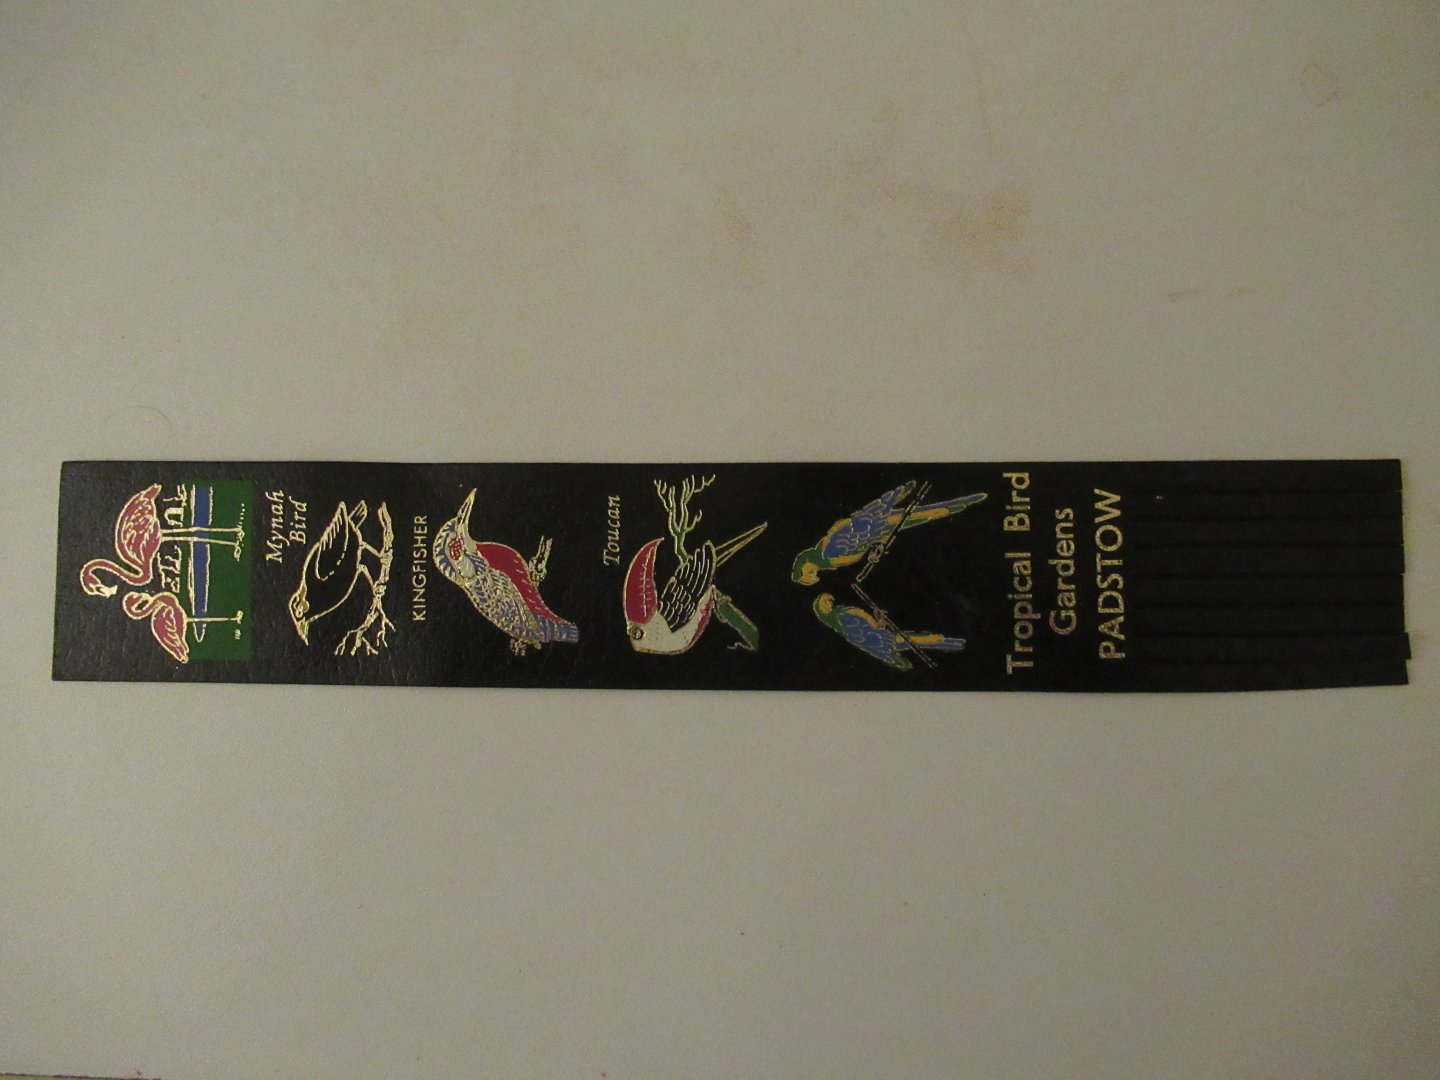 Mynah
Bird
KINGFISHER
Toucan
Tropical Bird
Gardens
PADSTOW